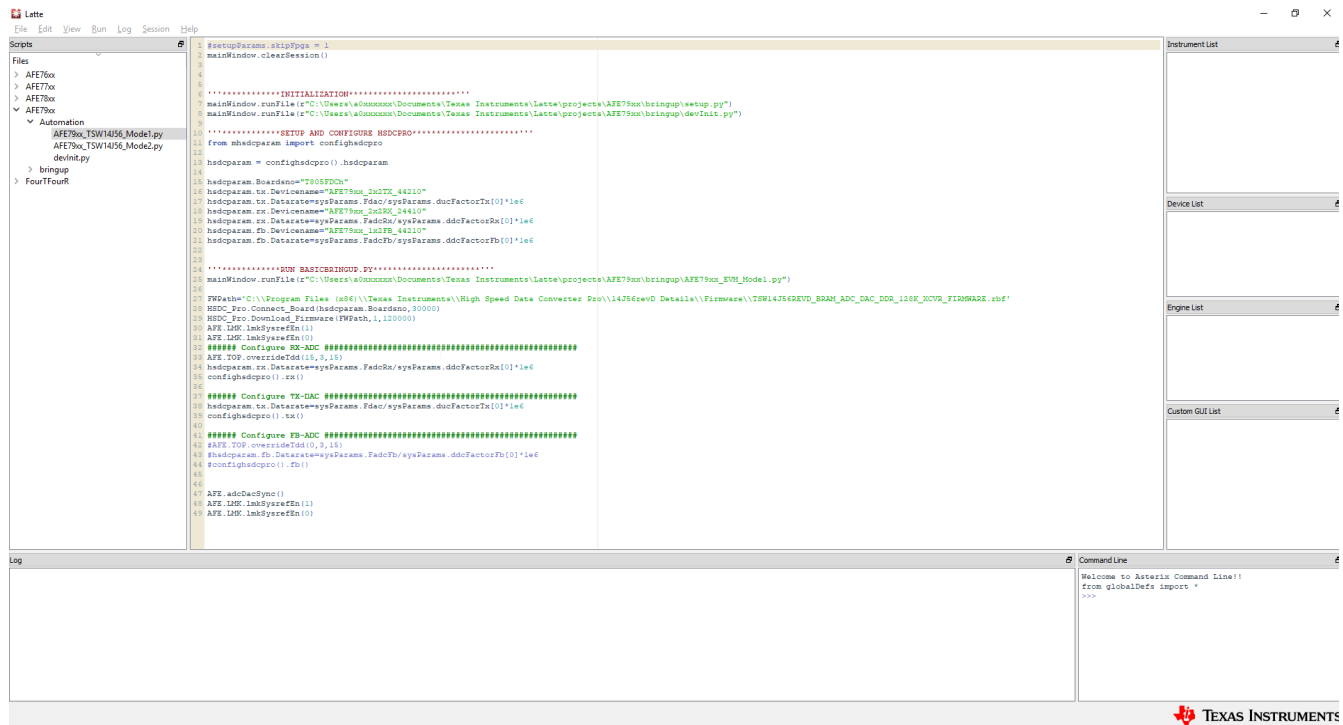 Latte
File Edit View Run Log Session Help
Scripts
Files
AFE76xx
AFE77xx
AFE78xx
AFE79xx
Automation
AFE79xx_TSW14J56_Mode1.py
AFE79xx_TSW14J56_Mode2.py
devInit.py
bringup
FourTFourR
1 #setupParams.skipFpga = 1
2 mainWindow.clearSession()
3
4
5
6 '''************INITIALIZATION**********************'''
7 mainWindow.runFile(r"C:\Users\a0xxxxxx\Documents\Texas Instruments\Latte\projects\AFE79xx\bringup\setup.py")
8 mainWindow.runFile(r"C:\Users\a0xxxxxx\Documents\Texas Instruments\Latte\projects\AFE79xx\bringup\devInit.py")
9
10 '''************SETUP AND CONFIGURE HSDCPRO**********************'''
11 from mhsdcparam import confighsdcpro
12
13 hsdcparam = confighsdcpro().hsdcparam
14
15 hsdcparam.Boardsno="T805FDCh"
16 hsdcparam.tx.Devicename="AFE79xx_2x2TX_44210"
17 hsdcparam.tx.Datarate=sysParams.Fdac/sysParams.ducFactorTx[0]*1e6
18 hsdcparam.rx.Devicename="AFE79xx_2x2RX_24410"
19 hsdcparam.rx.Datarate=sysParams.FadcRx/sysParams.ddcFactorRx[0]*1e6
20 hsdcparam.fb.Devicename="AFE79xx_1x2FB_44210"
21 hsdcparam.fb.Datarate=sysParams.FadcFb/sysParams.ddcFactorFb[0]*1e6
22
23
24 '''************RUN BASICBRINGUP.PY**********************'''
25 mainWindow.runFile(r"C:\Users\a0xxxxxx\Documents\Texas Instruments\Latte\projects\AFE79xx\bringup\AFE79xx_EVM_Mode1.py")
26
27 FWPath='C:\\Program Files (x86)\\Texas Instruments\\High Speed Data Converter Pro\\14J56revD Details\\Firmware\\TSW14J56REVD_BRAM_ADC_DAC_DDR_128K_XCVR_FIRMWARE.rbf'
28 HSDC_Pro.Connect_Board(hsdcparam.Boardsno,30000)
29 HSDC_Pro.Download_Firmware(FWPath,1,120000)
30 AFE.LMK.lmkSysrefEn(1)
31 AFE.LMK.lmkSysrefEn(0)
32 ###### Configure RX-ADC ####################################################
33 AFE.TOP.overrideTdd(15,3,15)
34 hsdcparam.rx.Datarate=sysParams.FadcRx/sysParams.ddcFactorRx[0]*1e6
35 confighsdcpro().rx()
36
37 ###### Configure TX-DAC ####################################################
38 hsdcparam.tx.Datarate=sysParams.Fdac/sysParams.ducFactorTx[0]*1e6
39 confighsdcpro().tx()
40
41 ###### Configure FB-ADC ####################################################
42 #AFE.TOP.overrideTdd(0,3,15)
43 #hsdcparam.fb.Datarate=sysParams.FadcFb/sysParams.ddcFactorFb[0]*1e6
44 #confighsdcpro().fb()
45
46
47 AFE.adcDacSync()
48 AFE.LMK.lmkSysrefEn(1)
49 AFE.LMK.lmkSysrefEn(0)
Instrument List
Device List
Engine List
Custom GUI List
Log
Command Line
Welcome to Asterix Command Line!!
from globalDefs import *
>>>
TEXAS INSTRUMENTS